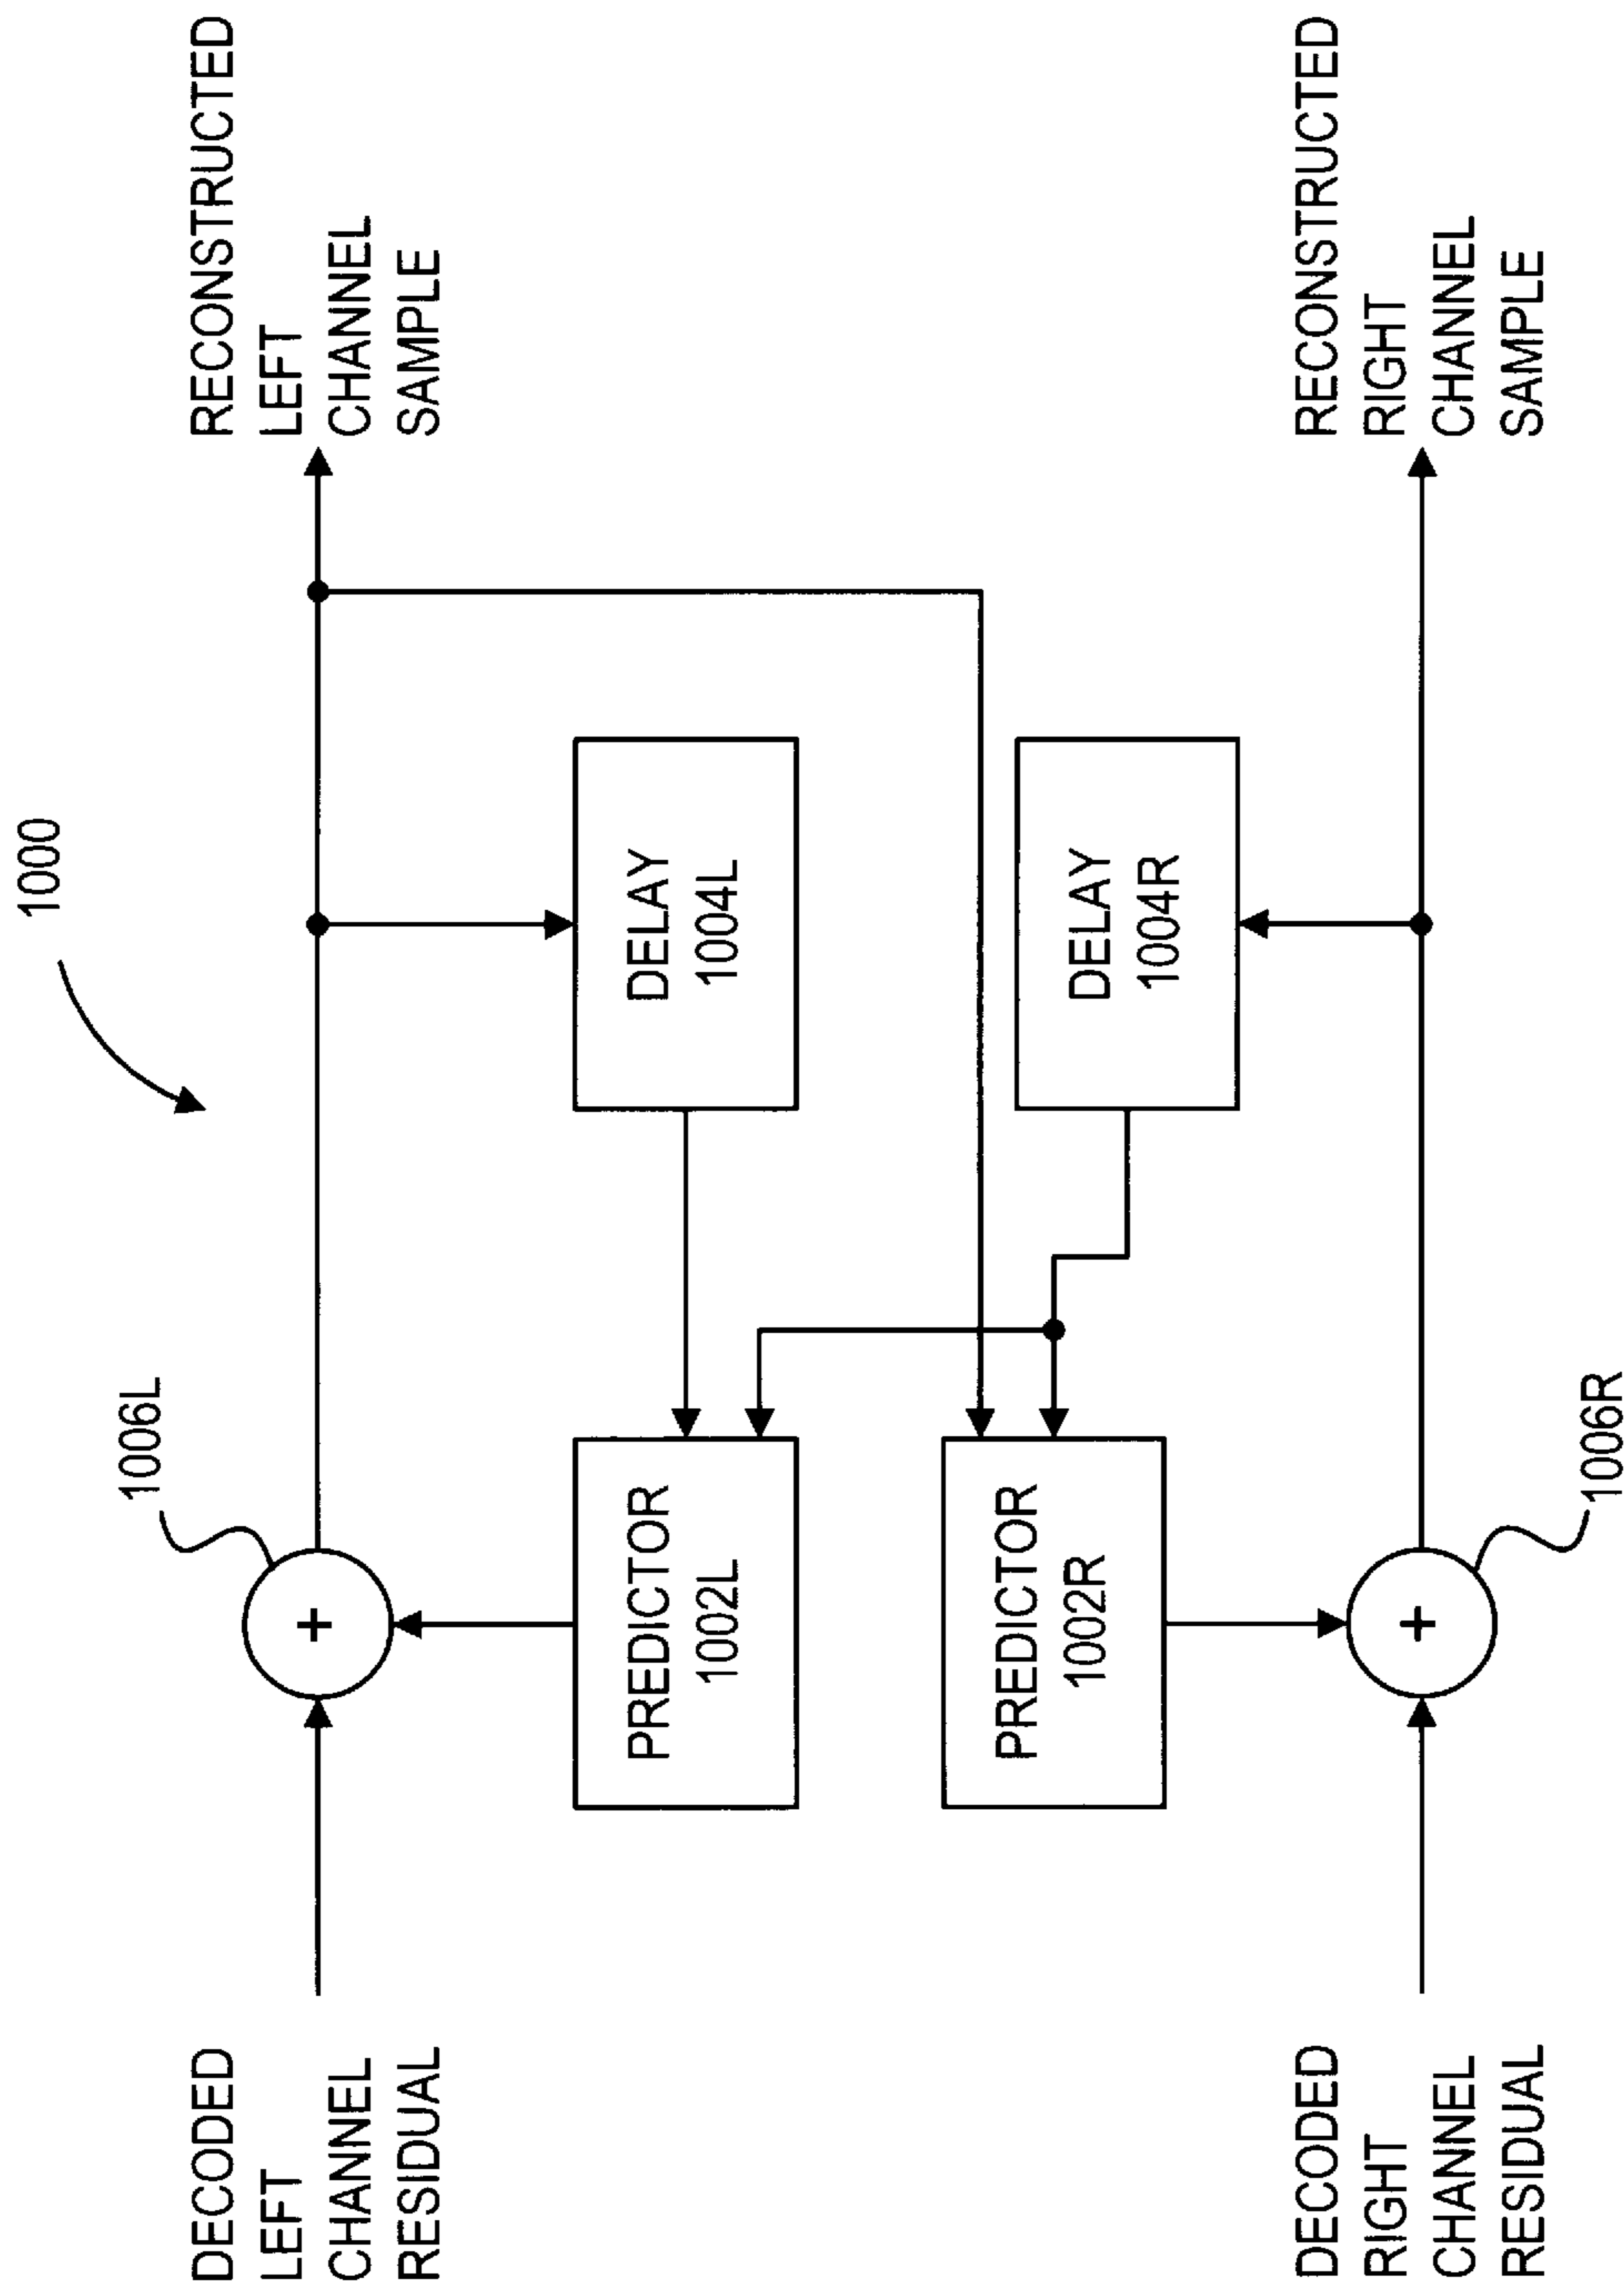 1000
DECODED
LEFT
CHANNEL
RESIDUAL
1006L
+
RECONSTRUCTED
LEFT
CHANNEL
SAMPLE
PREDICTOR
1002L
DELAY
1004L
PREDICTOR
1002R
DELAY
1004R
DECODED
RIGHT
CHANNEL
RESIDUAL
+
1006R
RECONSTRUCTED
RIGHT
CHANNEL
SAMPLE